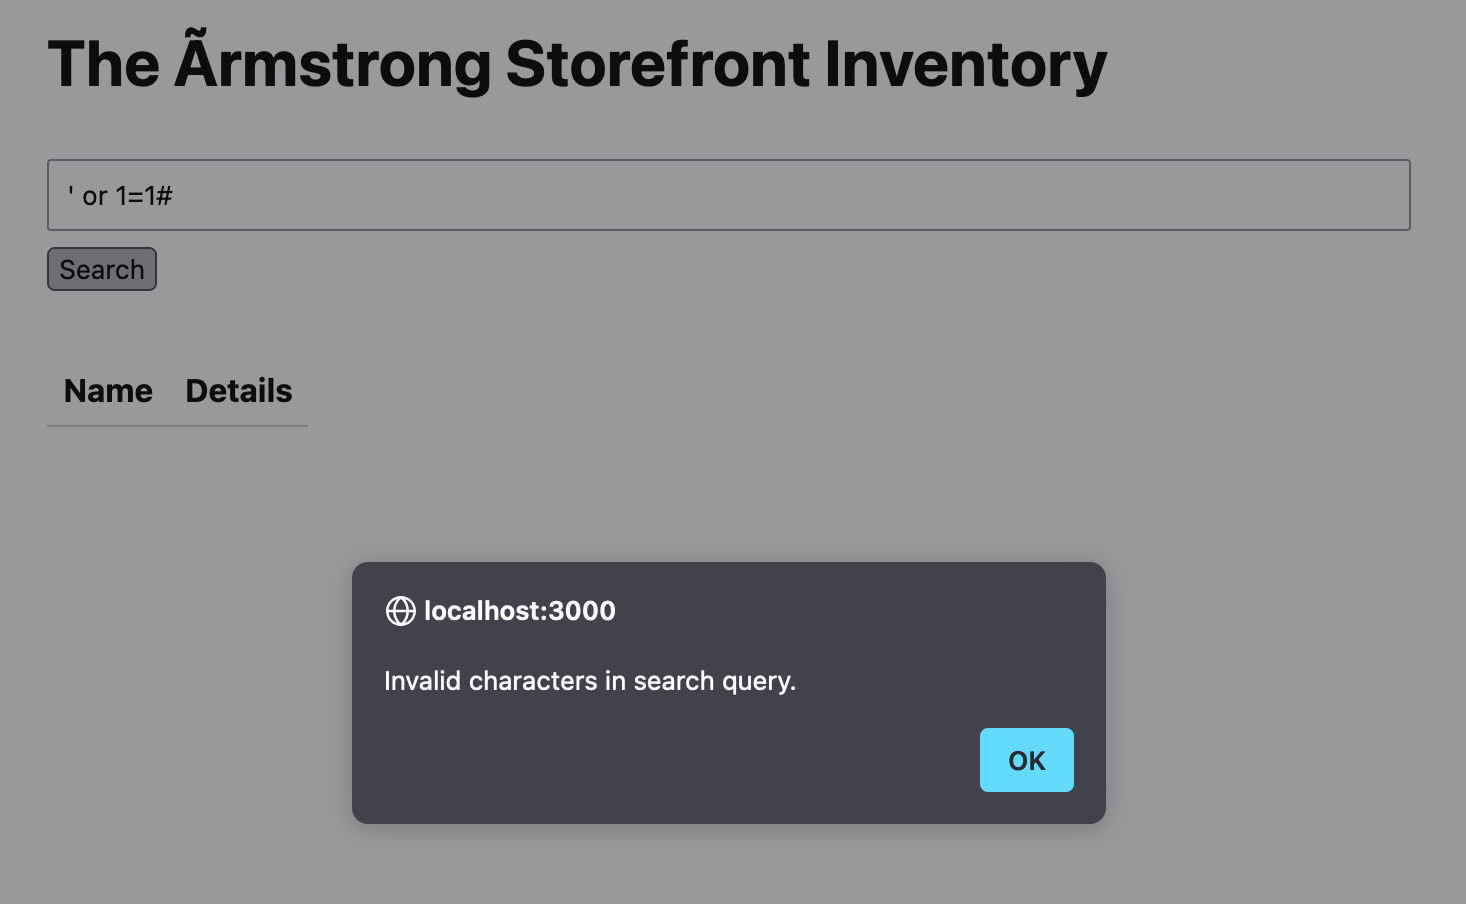 The Ãrmstrong Storefront Inventory
' or 1=1#
Search
Name Details
localhost:3000
Invalid characters in search query.
OK